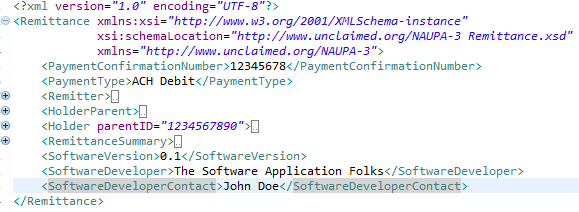 <?xml version="1.0" encoding="UTF-8"?>
<Remittance xmlns:xsi="http://www.w3.org/2001/XMLSchema-instance"
xsi:schemaLocation="http://www.unclaimed.org/NAUPA-3 Remittance.xsd"
xmlns="http://www.unclaimed.org/NAUPA-3">
<PaymentConfirmationNumber>12345678</PaymentConfirmationNumber>
<PaymentType>ACH Debit</PaymentType>
<Remitter>..
<HolderParent>..
<Holder parentID="1234567890">..
<RemittanceSummary>..
<SoftwareVersion>0.1</SoftwareVersion>
<SoftwareDeveloper>The Software Application Folks</SoftwareDeveloper>
<SoftwareDeveloperContact>John Doe</SoftwareDeveloperContact>
</Remittance>